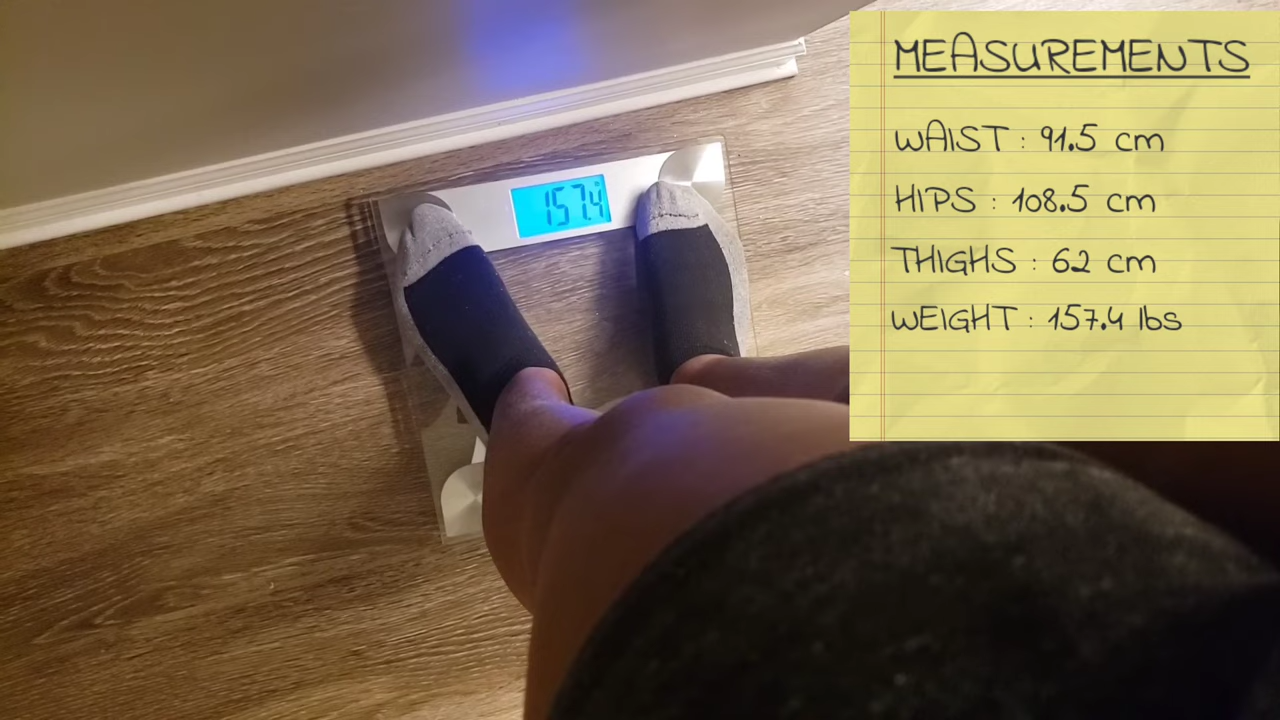 157.4
MEASUREMENTS
WAIST : 91.5 cm
HIPS : 108.5 cm
THIGHS : 62 cm
WEIGHT : 157.4 lbs